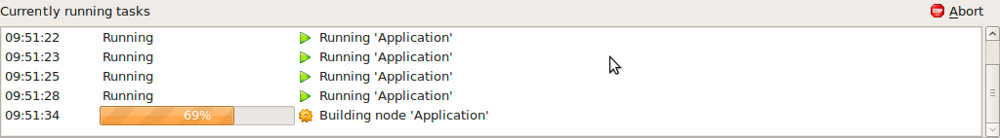 Currently running tasks STOP Abort
09:51:22 Running Running 'Application'
09:51:23 Running Running 'Application'
09:51:25 Running Running 'Application'
09:51:28 Running Running 'Application'
09:51:34 69% Building node 'Application'